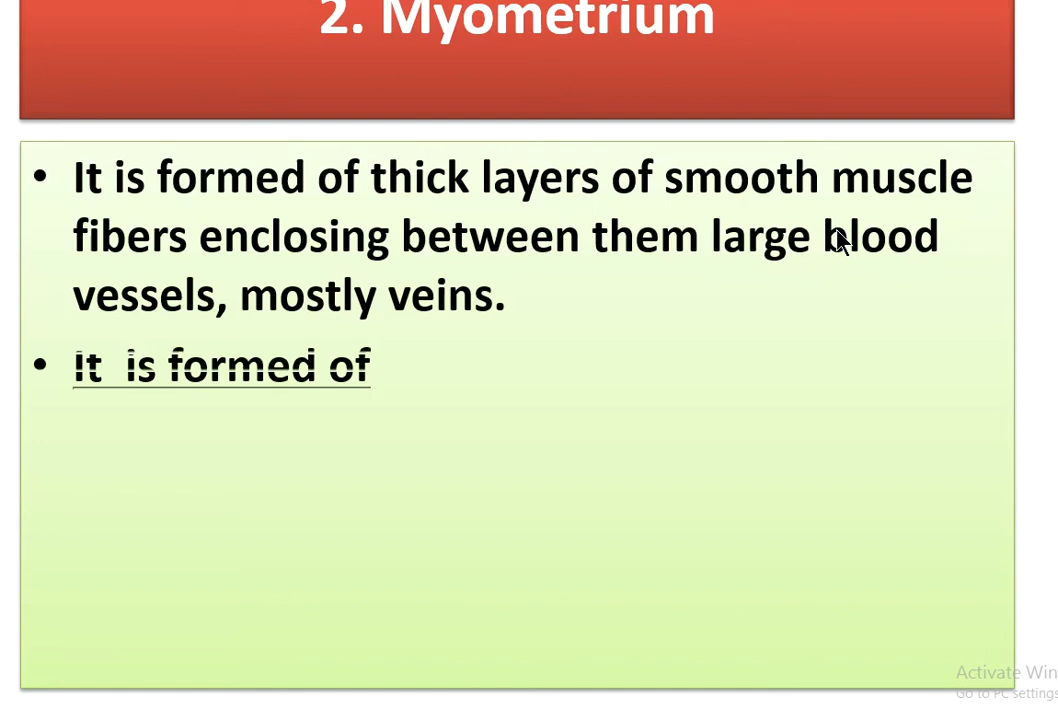 2. Myometrium
• It is formed of thick layers of smooth muscle
fibers enclosing between them large blood
vessels, mostly veins.
• It is formed of
Activate Win
Go to PC settings